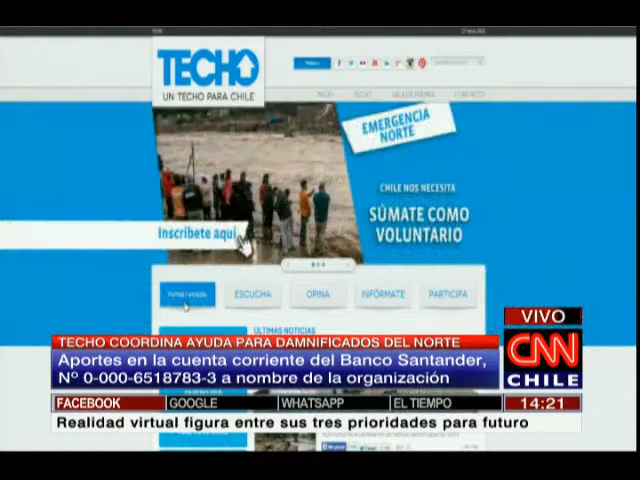 TECHO
UN TECHO PARA CHILE
EMERGENCIA
NORTE
CHILE NOS NECESITA
SÚMATE COMO
VOLUNTARIO
Inscríbete aquí
FOTOS Y VIDEOS
ESCUCHA
OPINA
INFÓRMATE
PARTICIPA
ÚLTIMAS NOTICIAS
VIVO
TECHO COORDINA AYUDA PARA DAMNIFICADOS DEL NORTE
Aportes en la cuenta corriente del Banco Santander,
Nº 0-000-6518783-3 a nombre de la organización
CNN
CHILE
FACEBOOK GOOGLE WHATSAPP EL TIEMPO 14:21
Realidad virtual figura entre sus tres prioridades para futuro